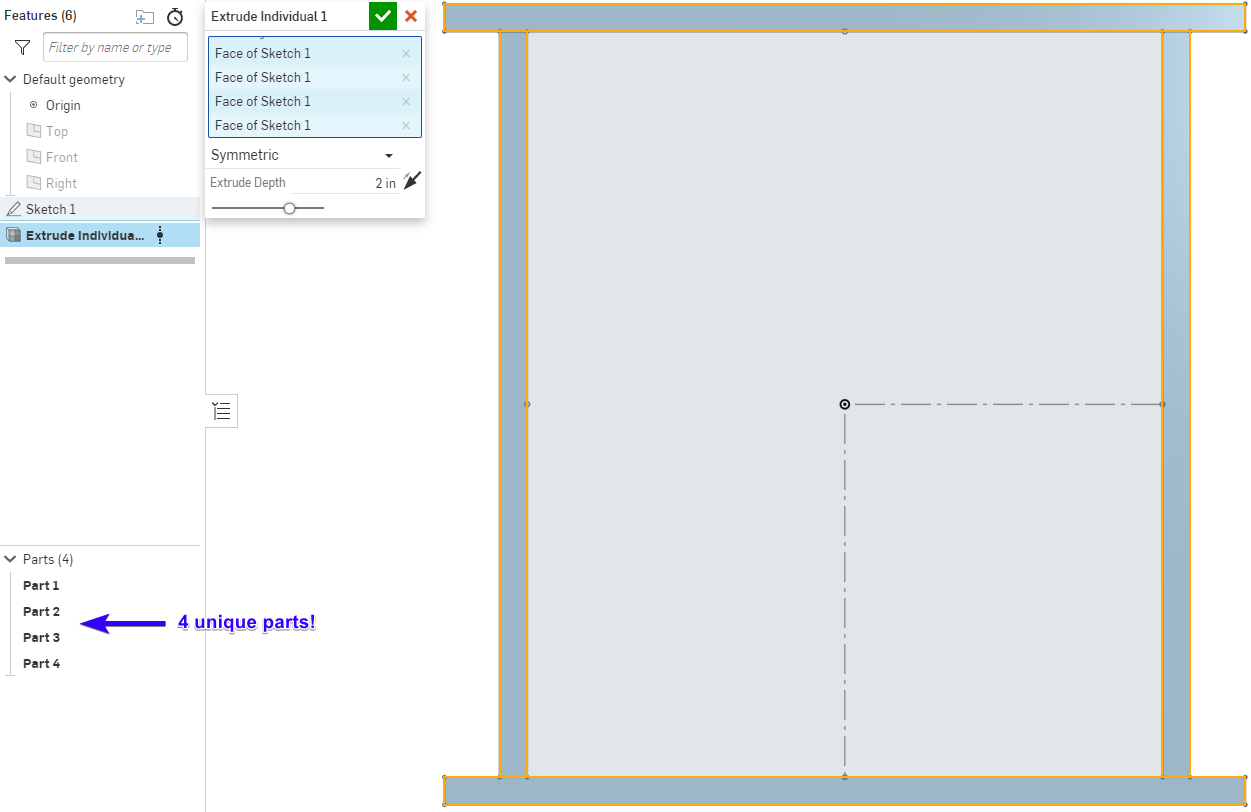 Features (6)
Filter by name or type
Default geometry
Origin
Top
Front
Right
Sketch 1
Extrude Individua...
Extrude Individual 1
Face of Sketch 1
Face of Sketch 1
Face of Sketch 1
Face of Sketch 1
Symmetric
Extrude Depth 2 in
Parts (4)
Part 1
Part 2
Part 3
Part 4
4 unique parts!